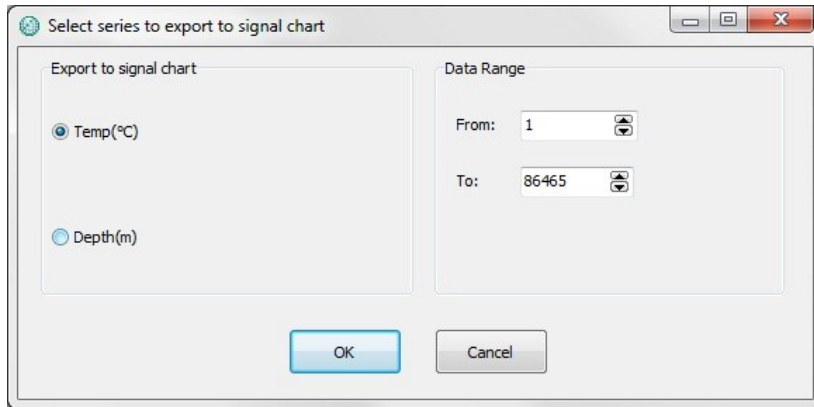 Select series to export to signal chart
Export to signal chart
Temp(ºC)
Depth(m)
Data Range
From: 1
To: 86465
OK
Cancel